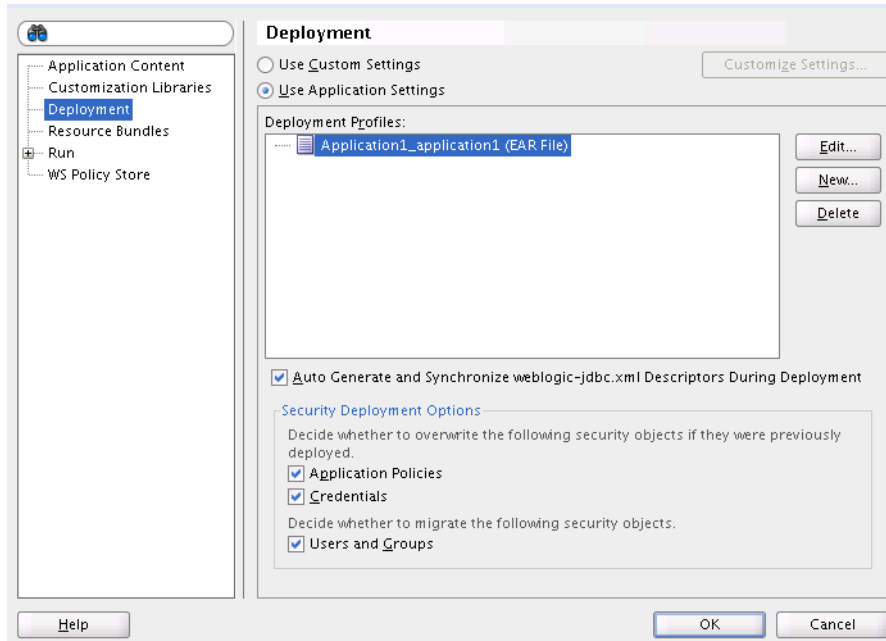 Application Content
Customization Libraries
Deployment
Resource Bundles
Run
WS Policy Store
Deployment
Use Custom Settings
Customize Settings...
Use Application Settings
Deployment Profiles:
Application1_application1 (EAR File)
Edit...
New...
Delete
Auto Generate and Synchronize weblogic-jdbc.xml Descriptors During Deployment
Security Deployment Options
Decide whether to overwrite the following security objects if they were previously
deployed.
Application Policies
Credentials
Decide whether to migrate the following security objects.
Users and Groups
Help
OK
Cancel